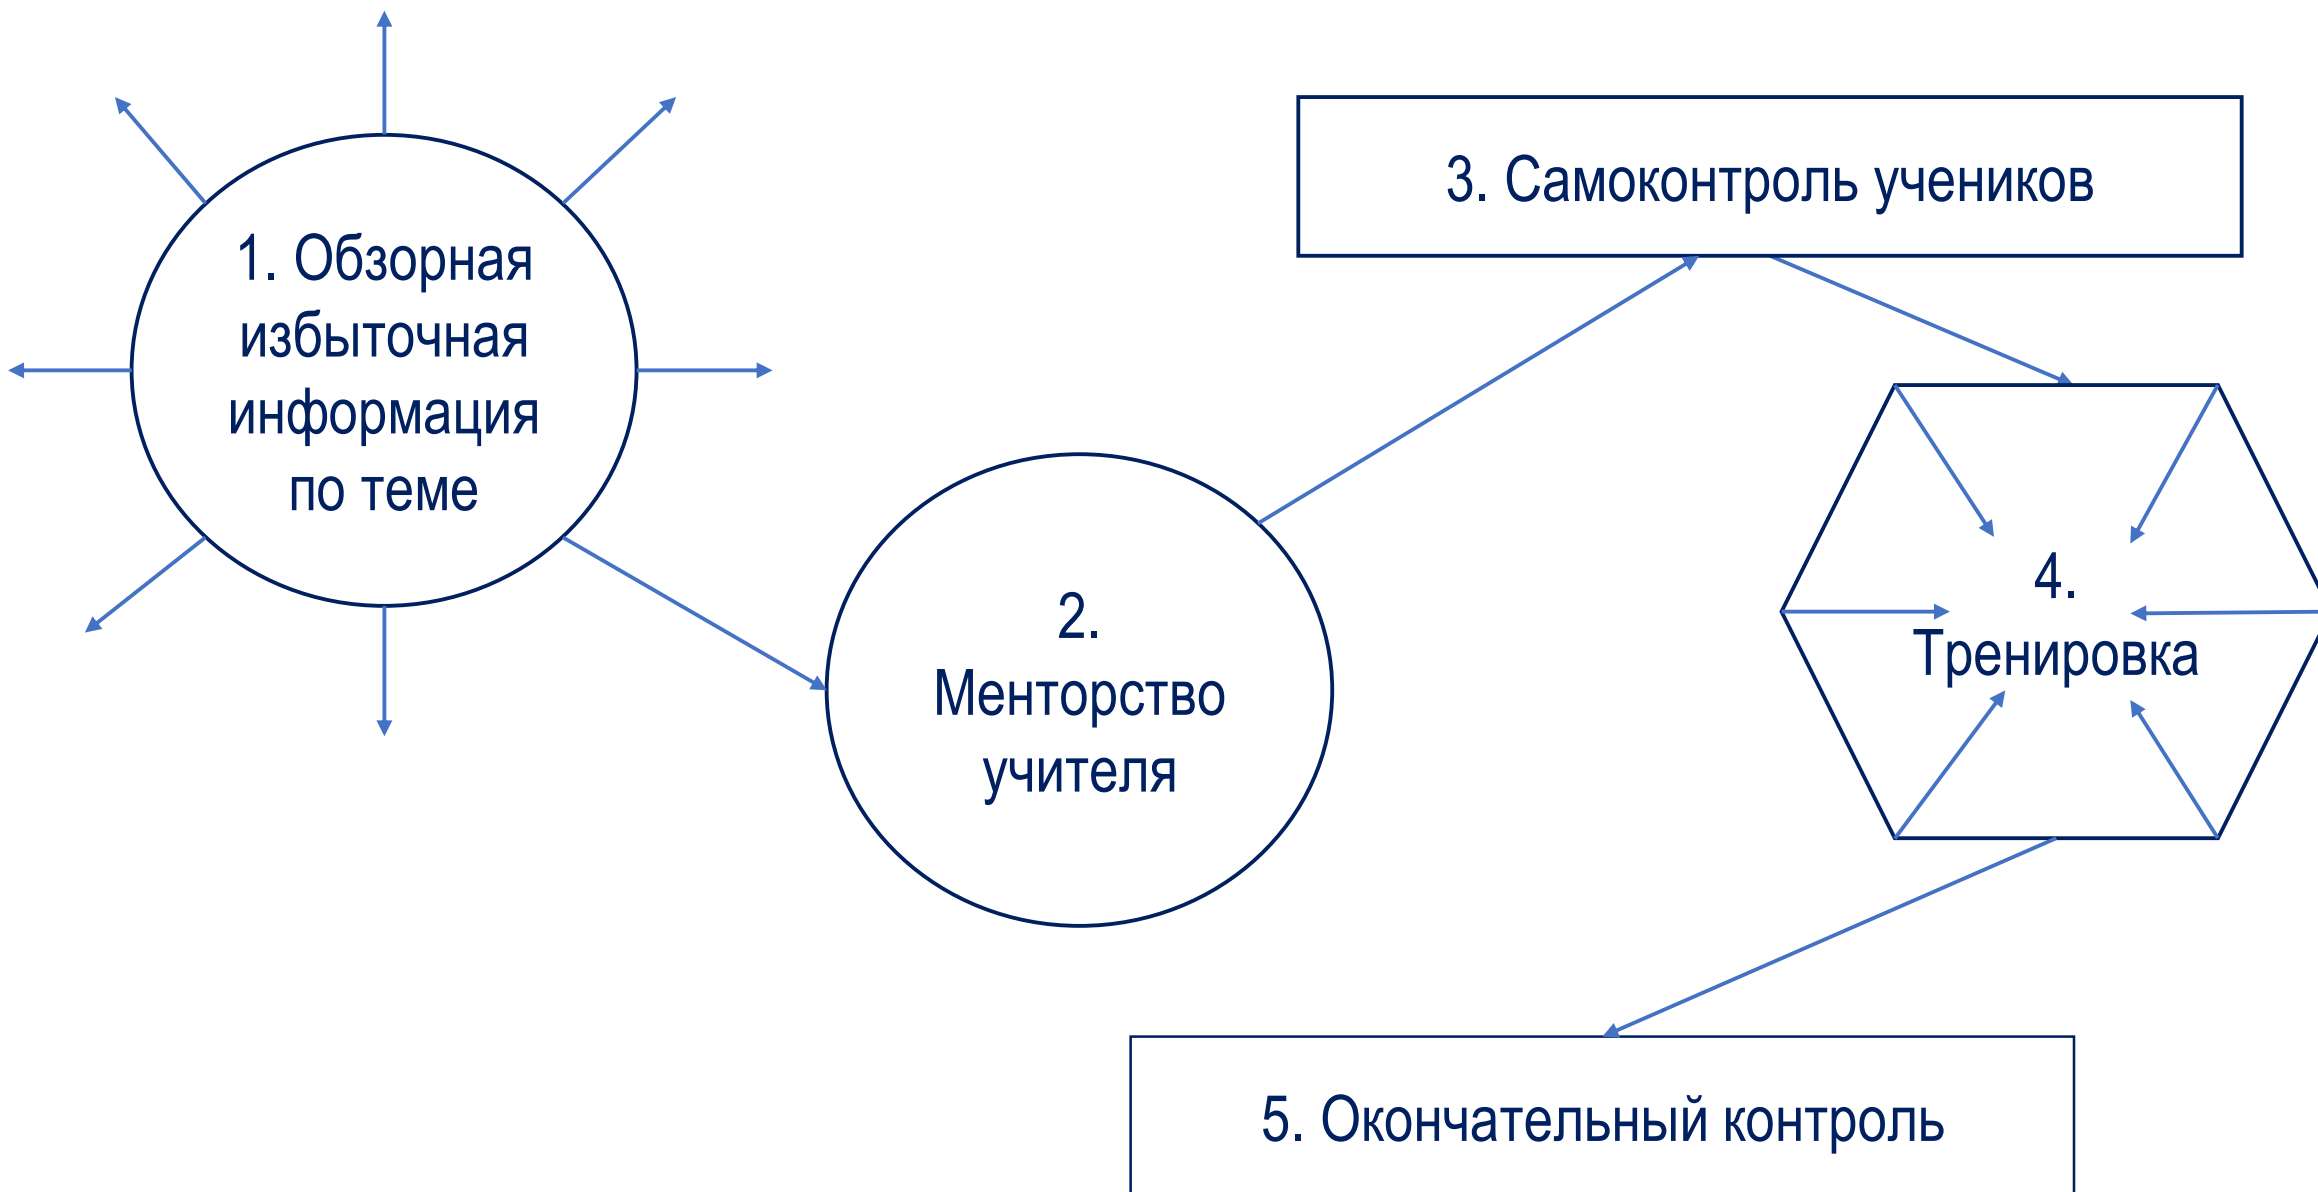 1. Обзорная
избыточная
информация
по теме
2.
Менторство
учителя
3. Самоконтроль учеников
4.
Тренировка
5. Окончательный контроль